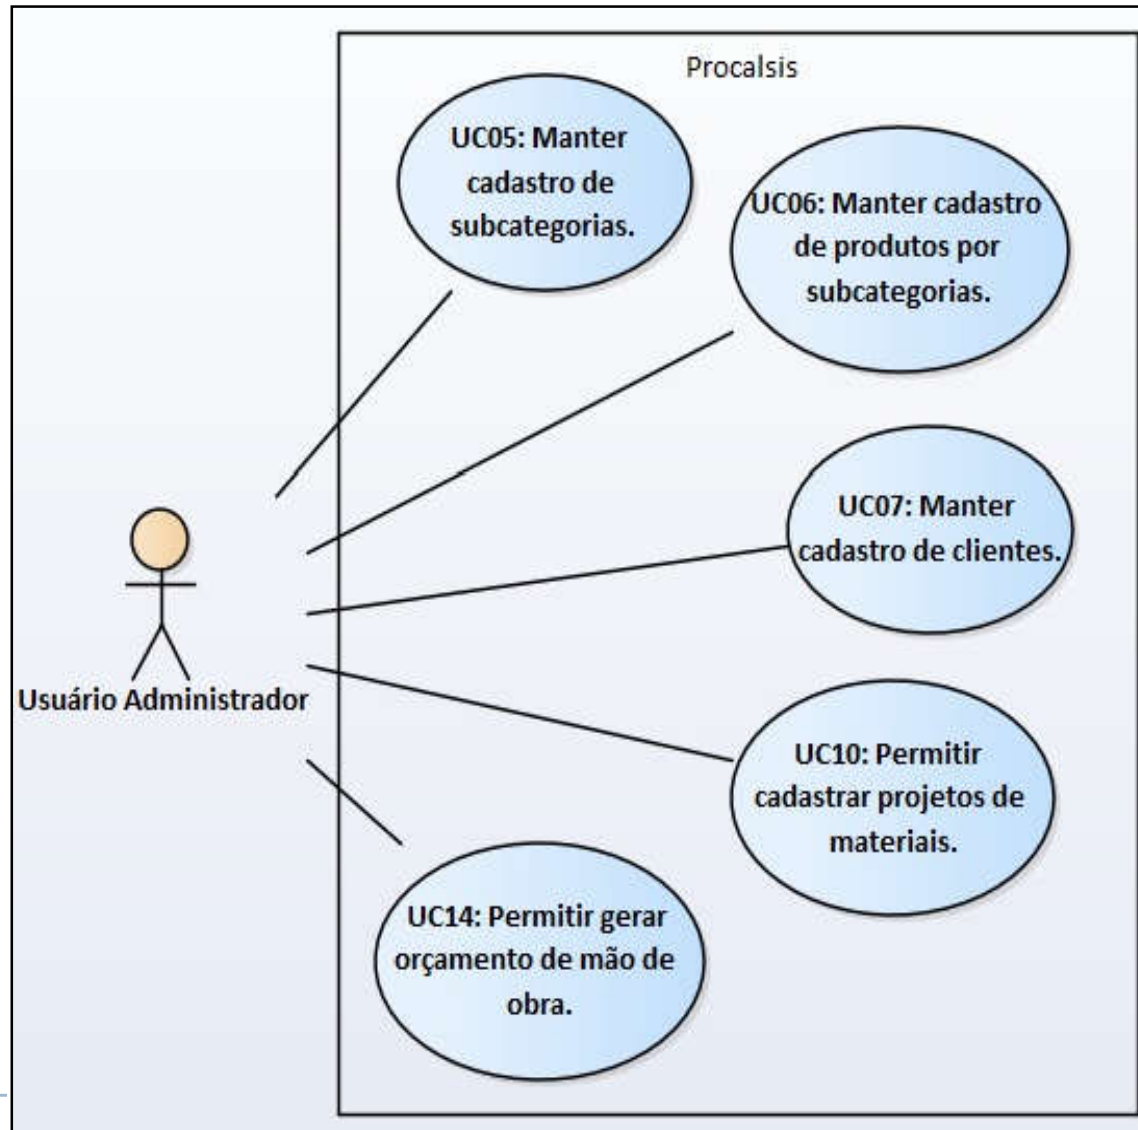 Procalsis
UC05: Manter
cadastro de
subcategorias.
UC06: Manter cadastro
de produtos por
subcategorias.
UC07: Manter
cadastro de clientes.
Usuário Administrador
UC10: Permitir
cadastrar projetos de
materiais.
UC14: Permitir gerar
orçamento de mão de
obra.